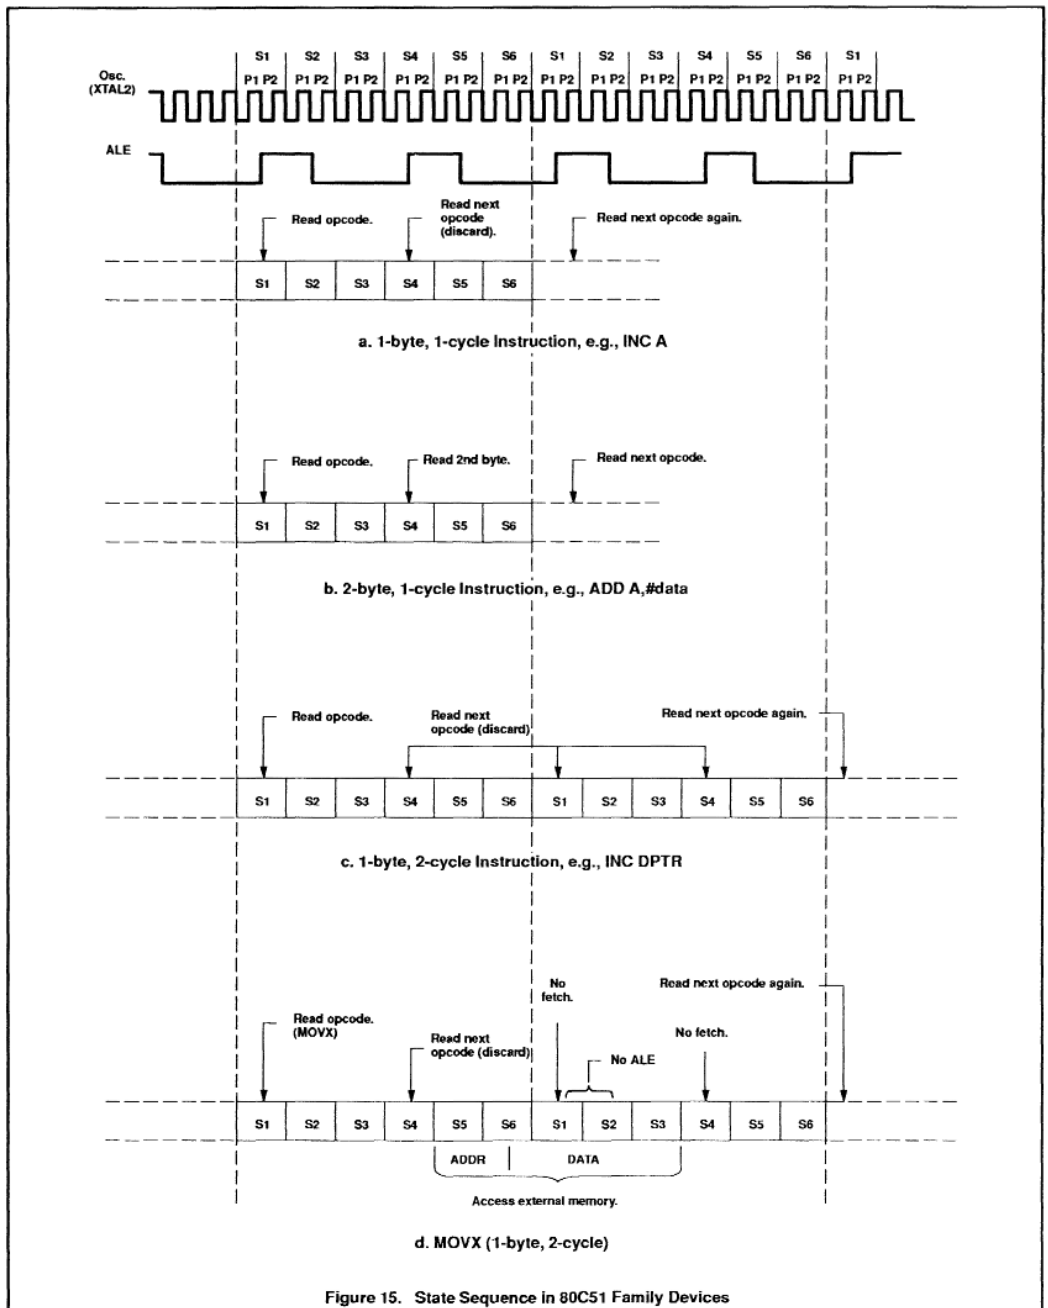 S1 S2 S3 S4 S5 S6 S1 S2 S3 S4 S5 S6 S1
Osc.
(XTAL2)
P1 P2 P1 P2 P1 P2 P1 P2 P1 P2 P1 P2 P1 P2 P1 P2 P1 P2 P1 P2 P1 P2 P1 P2 P1 P2
ALE
Read opcode.
Read next
opcode
(discard).
Read next opcode again.
S1 S2 S3 S4 S5 S6
a. 1-byte, 1-cycle Instruction, e.g., INC A
Read opcode.
Read 2nd byte.
Read next opcode.
S1 S2 S3 S4 S5 S6
b. 2-byte, 1-cycle Instruction, e.g., ADD A,#data
Read opcode.
Read next
opcode (discard)
Read next opcode again.
S1 S2 S3 S4 S5 S6 S1 S2 S3 S4 S5 S6
c. 1-byte, 2-cycle Instruction, e.g., INC DPTR
Read opcode.
(MOVX)
Read next
opcode (discard)
No
fetch.
No ALE
No fetch.
Read next opcode again.
S1 S2 S3 S4 S5 S6 S1 S2 S3 S4 S5 S6
ADDR DATA
Access external memory.
d. MOVX (1-byte, 2-cycle)
Figure 15. State Sequence in 80C51 Family Devices